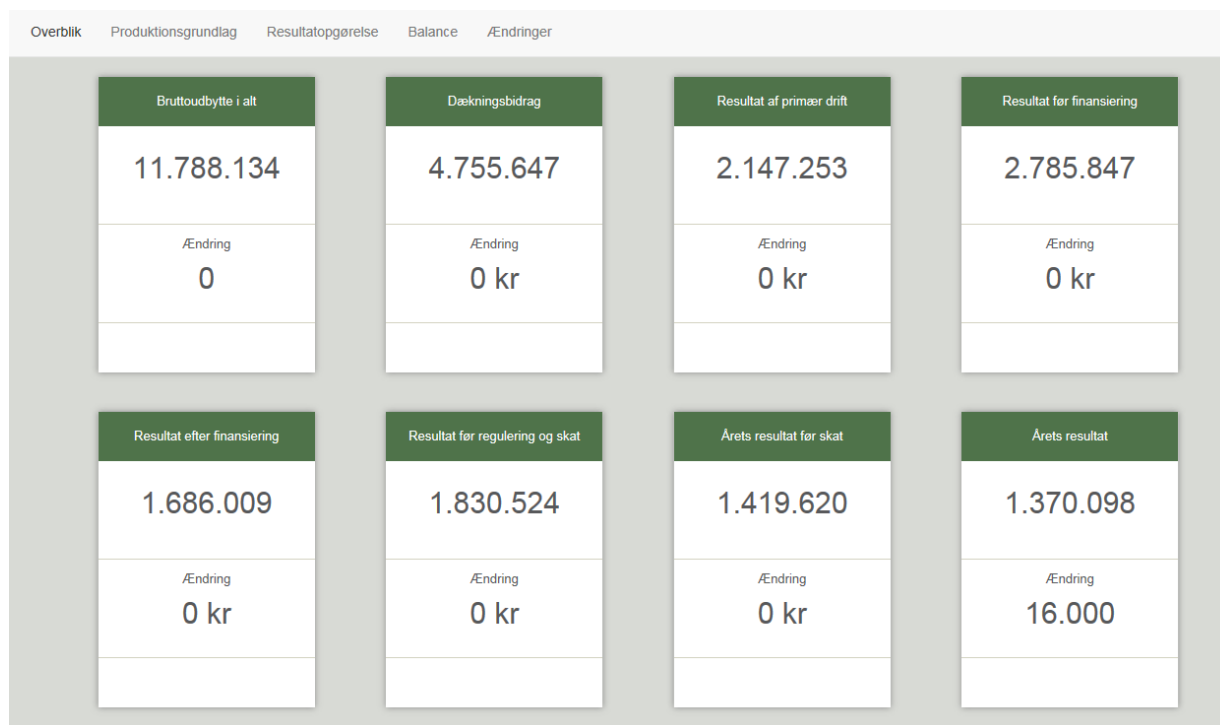 Overblik Produktionsgrundlag Resultatopgørelse Balance Ændringer
Bruttoudbytte i alt Dækningsbidrag Resultat af primær drift Resultat før finansiering
11.788.134 4.755.647 2.147.253 2.785.847
Ændring Ændring Ændring Ændring
0 0 kr 0 kr 0 kr
Resultat efter finansiering Resultat før regulering og skat Årets resultat før skat Årets resultat
1.686.009 1.830.524 1.419.620 1.370.098
Ændring Ændring Ændring Ændring
0 kr 0 kr 0 kr 16.000